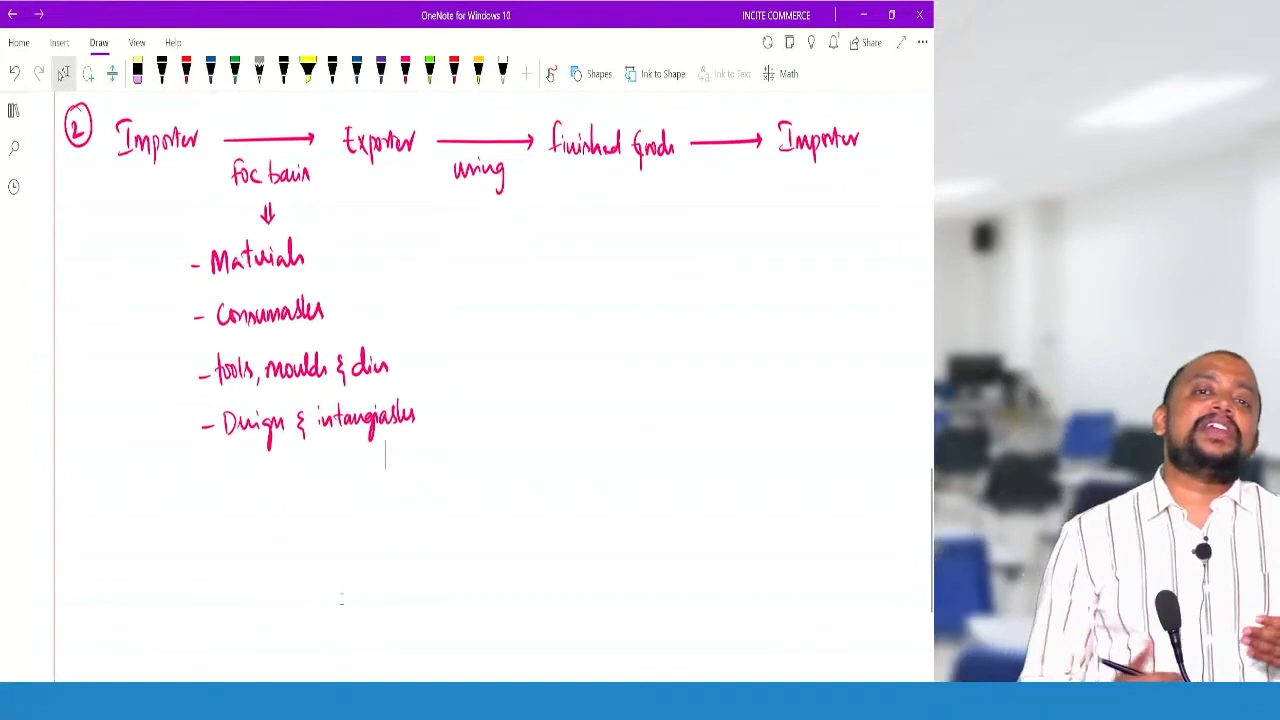 OneNote for Windows 10
INCITE COMMERCE
Home Insert Draw View Help
Share
Shapes Ink to Shape Ink to Text Math
2 Importer → Exporter → Finished Goods → Importer
FOC basis using
⇓
- Materials
- Consumables
- tools, moulds & dies
- Design & intangibles